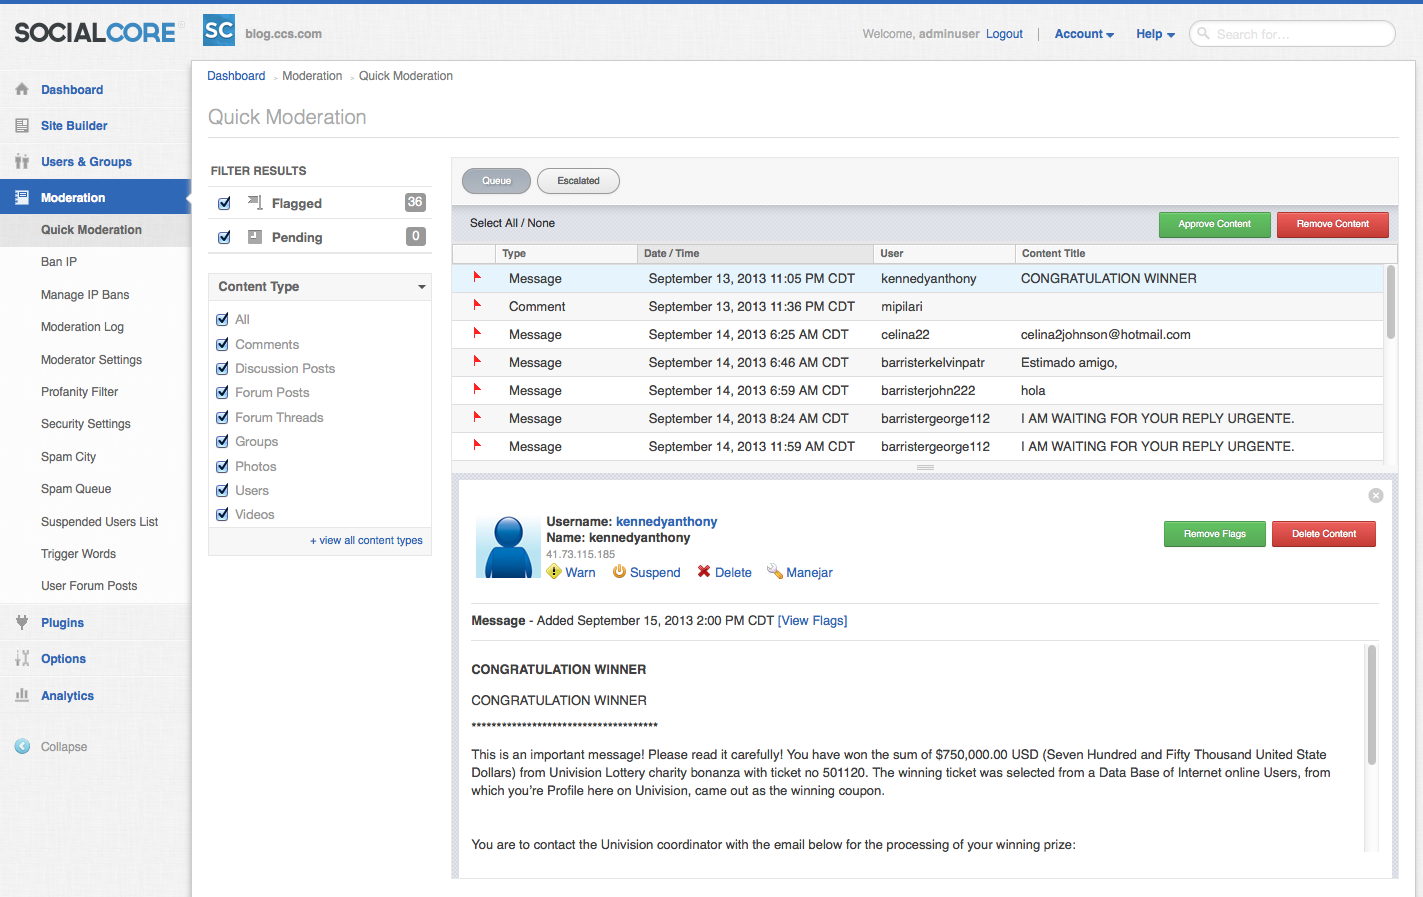 SOCIALCORE
SC blog.ccs.com
Welcome, adminuser Logout | Account Help Search for...
Dashboard
Site Builder
Users & Groups
Moderation
Quick Moderation
Ban IP
Manage IP Bans
Moderation Log
Moderator Settings
Profanity Filter
Security Settings
Spam City
Spam Queue
Suspended Users List
Trigger Words
User Forum Posts
Plugins
Options
Analytics
Collapse
Dashboard > Moderation > Quick Moderation
Quick Moderation
FILTER RESULTS
Flagged 36
Pending 0
Content Type
All
Comments
Discussion Posts
Forum Posts
Forum Threads
Groups
Photos
Users
Videos
+ view all content types
Queue Escalated
Select All / None Approve Content Remove Content
Type Date / Time User Content Title
Message September 13, 2013 11:05 PM CDT kennedyanthony CONGRATULATION WINNER
Comment September 13, 2013 11:36 PM CDT mipilari
Message September 14, 2013 6:25 AM CDT celina22 celina2johnson@hotmail.com
Message September 14, 2013 6:46 AM CDT barristerkelvinpatr Estimado amigo,
Message September 14, 2013 6:59 AM CDT barristerjohn222 hola
Message September 14, 2013 8:24 AM CDT barristergeorge112 I AM WAITING FOR YOUR REPLY URGENTE.
Message September 14, 2013 11:59 AM CDT barristergeorge112 I AM WAITING FOR YOUR REPLY URGENTE.
Username: kennedyanthony
Name: kennedyanthony
41.73.115.185
Warn Suspend Delete Manejar
Remove Flags Delete Content
Message - Added September 15, 2013 2:00 PM CDT [View Flags]
CONGRATULATION WINNER
CONGRATULATION WINNER
*************************************
This is an important message! Please read it carefully! You have won the sum of $750,000.00 USD (Seven Hundred and Fifty Thousand United State
Dollars) from Univision Lottery charity bonanza with ticket no 501120. The winning ticket was selected from a Data Base of Internet online Users, from
which you're Profile here on Univision, came out as the winning coupon.
You are to contact the Univision coordinator with the email below for the processing of your winning prize: